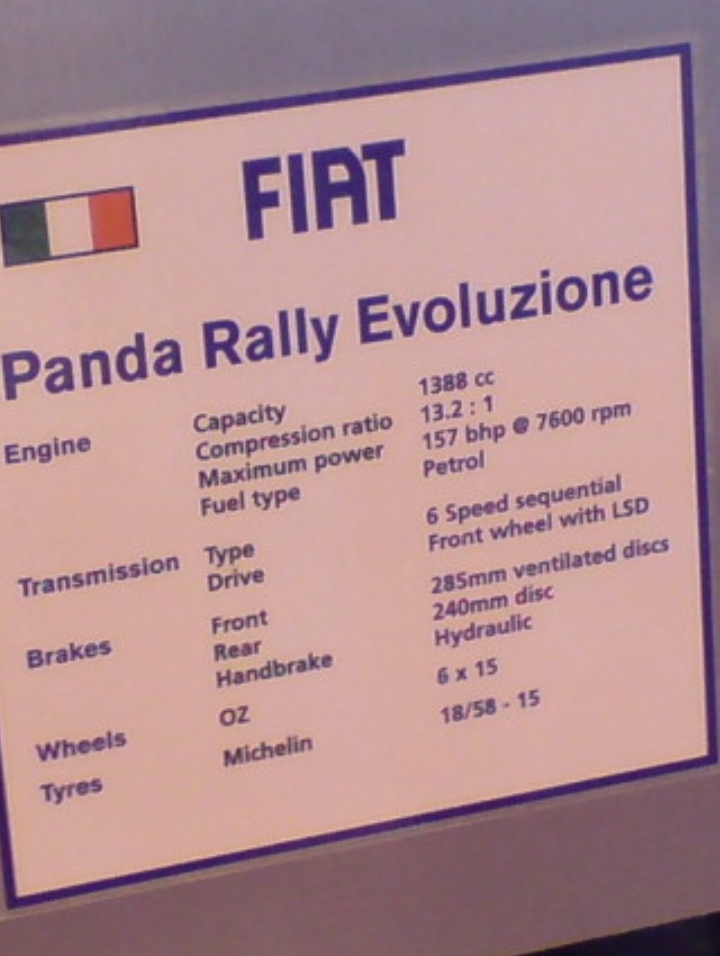 FIAT
Panda Rally Evoluzione
Engine Capacity 1388 cc
Compression ratio 13.2 : 1
Maximum power 157 bhp @ 7600 rpm
Fuel type Petrol
Transmission Type 6 Speed sequential
Drive Front wheel with LSD
Brakes Front 285mm ventilated discs
Rear 240mm disc
Handbrake Hydraulic
Wheels OZ 6 x 15
Tyres Michelin 18/58 - 15